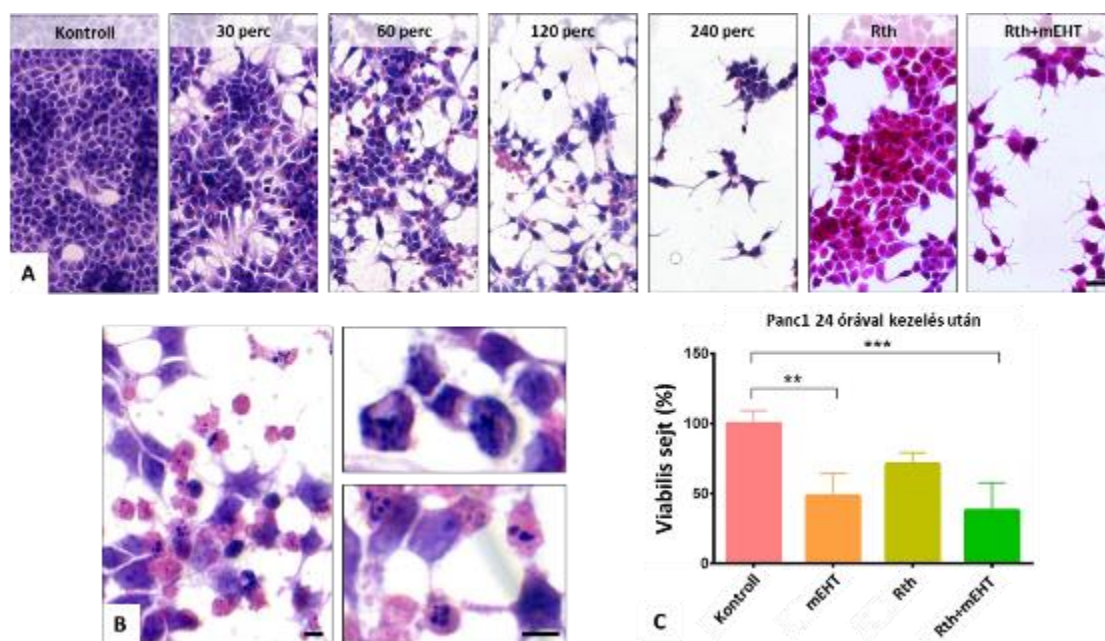 Kontroll
30 perc
60 perc
120 perc
240 perc
Rth
Rth+mEHT
A
B
Panc1 24 órával kezelés után
***
**
Viabilis sejt (%)
150
100
50
0
Kontroll
mEHT
Rth
Rth+mEHT
C